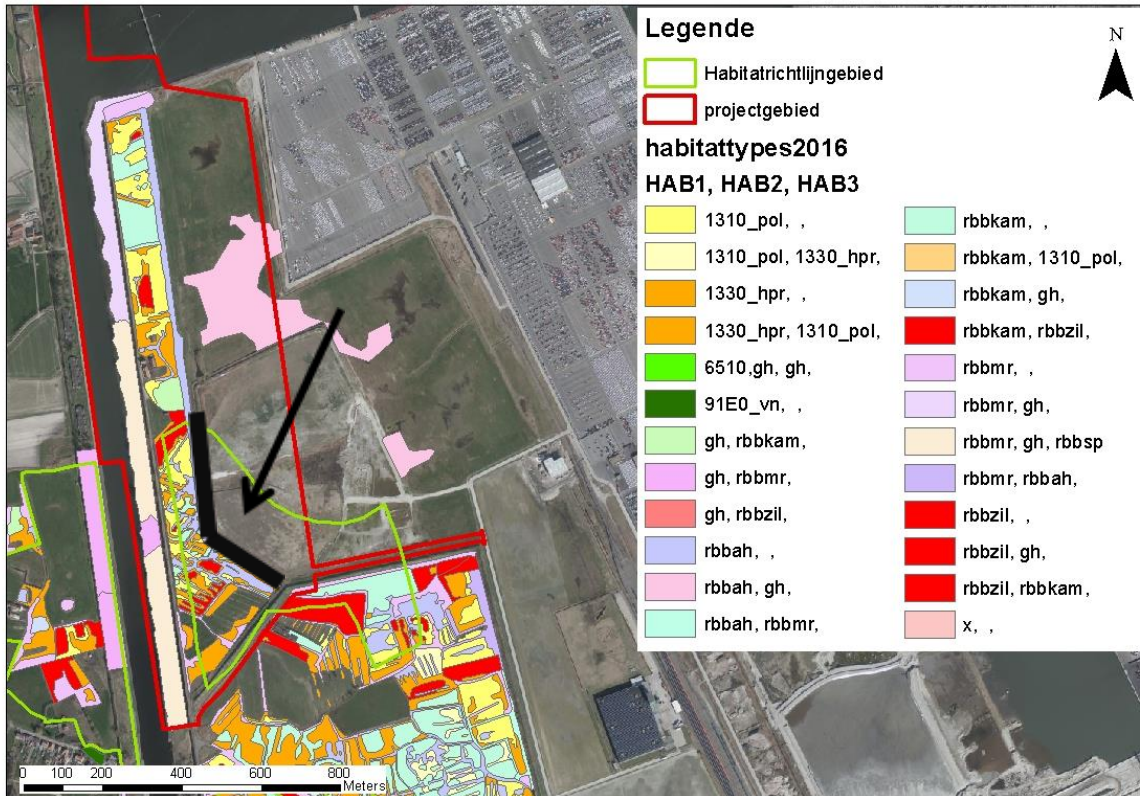 Legende
N
Habitatrichtlijngebied
projectgebied
habitattypes2016
HAB1, HAB2, HAB3
1310_pol, ,
1310_pol, 1330_hpr,
1330_hpr, ,
1330_hpr, 1310_pol,
6510,gh, gh,
91E0_vn, ,
gh, rbbkam,
gh, rbbmr,
gh, rbbzil,
rbbah, ,
rbbah, gh,
rbbah, rbbmr,
rbbkam, ,
rbbkam, 1310_pol,
rbbkam, gh,
rbbkam, rbbzil,
rbbmr, ,
rbbmr, gh,
rbbmr, gh, rbbsp
rbbmr, rbbah,
rbbzil, ,
rbbzil, gh,
rbbzil, rbbkam,
x, ,
0 100 200 400 600 800
Meters